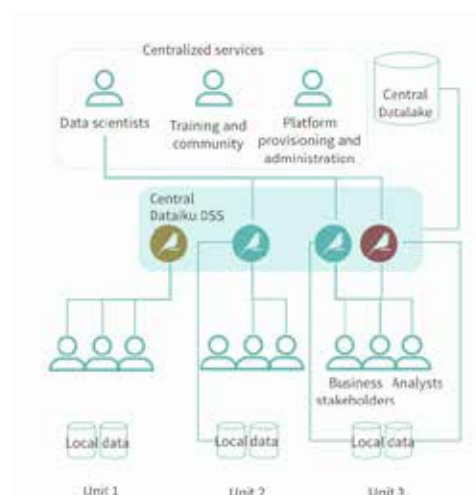 Centralized services
Data scientists
Training and
community
Platform
provisioning and
administration
Central
Datalake
Central
Dataiku DSS
Business
stakeholders
Analysts
Local data
Local data
Local data
Unit 1
Unit 2
Unit 3